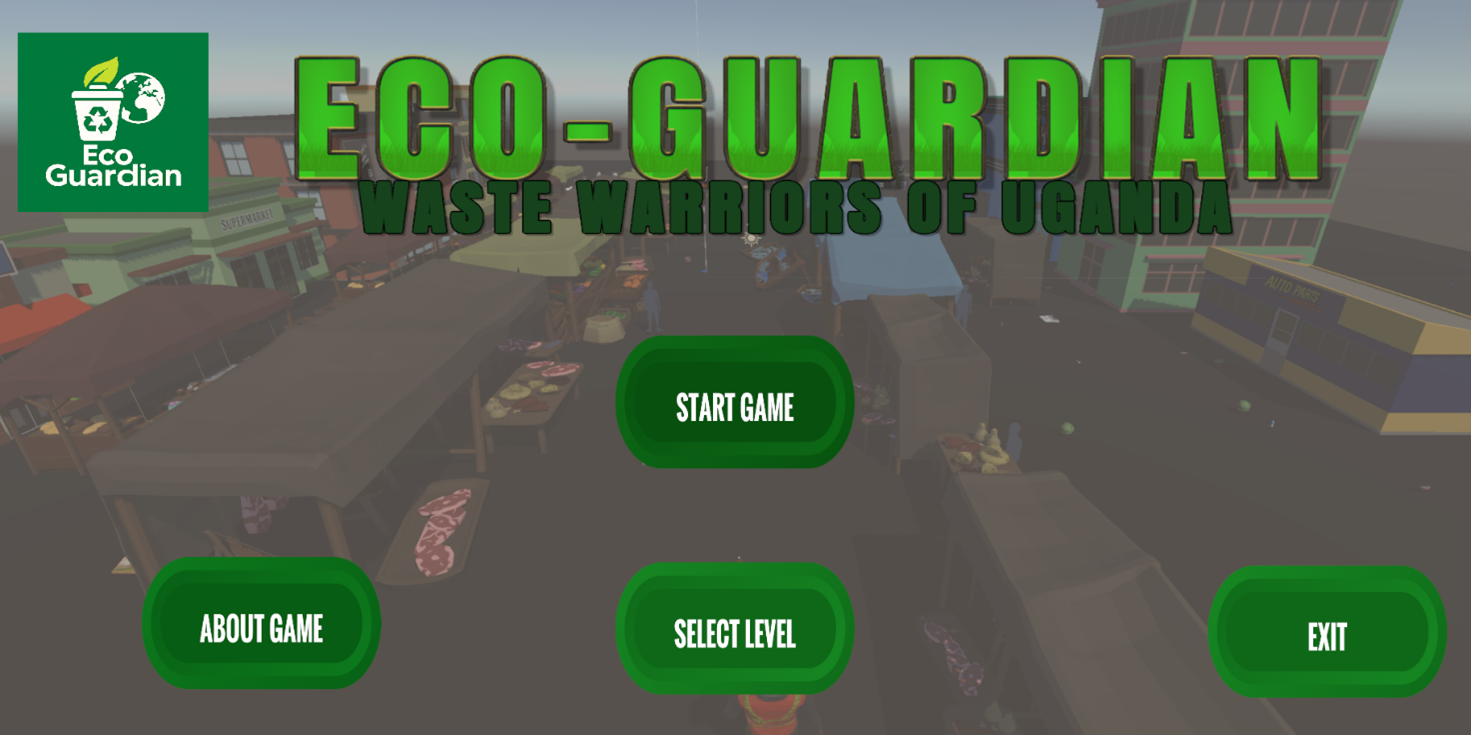 Eco
Guardian
ECO-GUARDIAN
WASTE WARRIORS OF UGANDA
SUPERMARKET
AUTO PARTS
START GAME
ABOUT GAME
SELECT LEVEL
EXIT